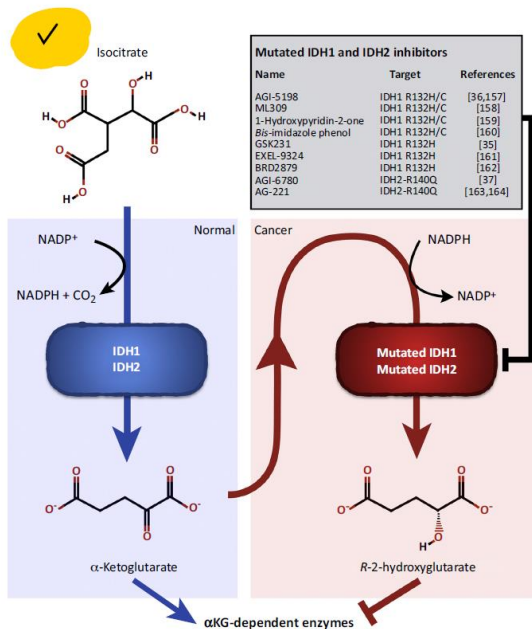 Isocitrate
Mutated IDH1 and IDH2 inhibitors
Name Target References
AGI-5198 IDH1 R132H/C [36,157]
ML309 IDH1 R132H/C [158]
1-Hydroxypyridin-2-one IDH1 R132H/C [159]
Bis-imidazole phenol IDH1 R132H/C [160]
GSK231 IDH1 R132H [35]
EXEL-9324 IDH1 R132H [161]
BRD2879 IDH1 R132H [162]
AGI-6780 IDH2-R140Q [37]
AG-221 IDH2-R140Q [163,164]
O H
O O
H O O H
O
O
H O
Normal Cancer
NADP⁺
NADPH + CO₂
NADPH
NADP⁺
IDH1
IDH2
Mutated IDH1
Mutated IDH2
O O
O⁻ O⁻
O
O O
O⁻ O⁻
O
H
α-Ketoglutarate
R-2-hydroxyglutarate
αKG-dependent enzymes